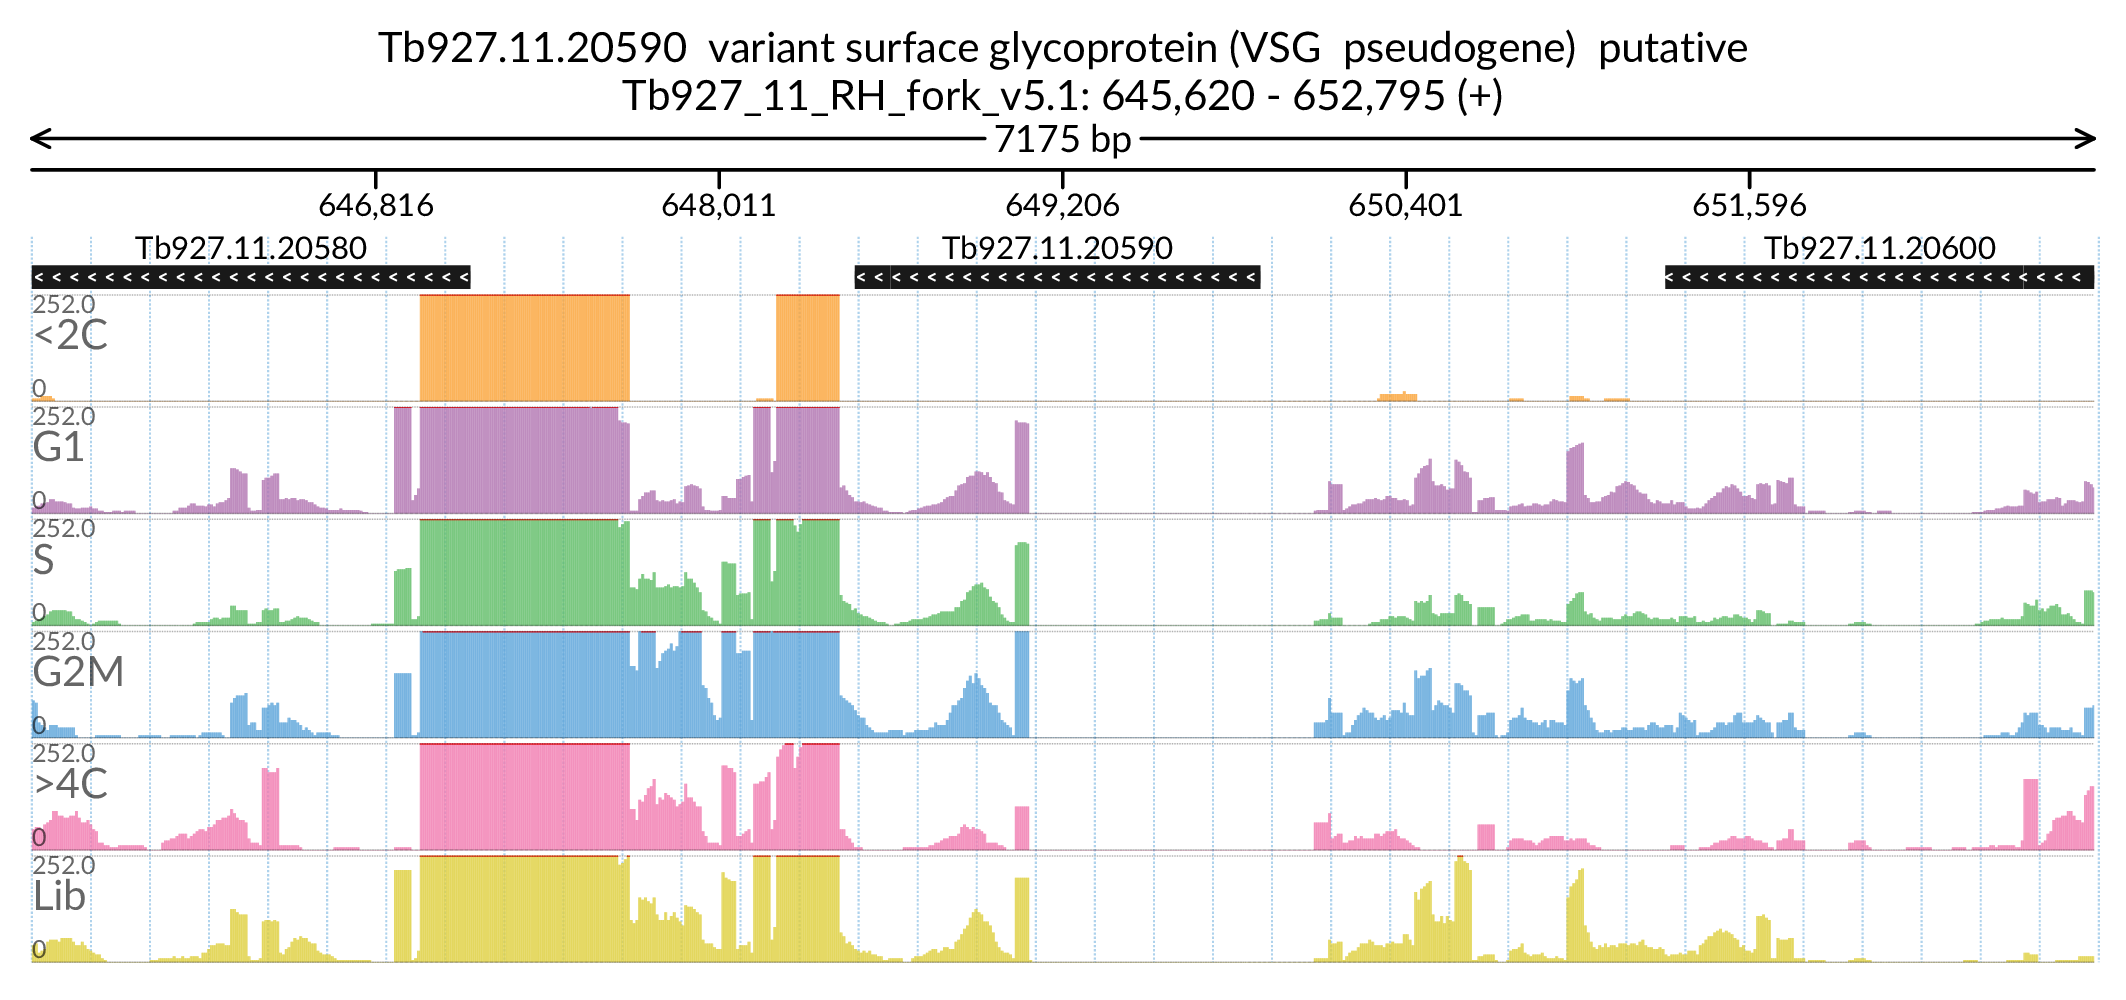 Tb927.11.20590  variant surface glycoprotein (VSG  pseudogene)  putative
Tb927_11_RH_fork_v5.1: 645,620 - 652,795 (+)
7175 bp
646,816 648,011 649,206 650,401 651,596
Tb927.11.20580 Tb927.11.20590 Tb927.11.20600
252.0
<2C
0
252.0
G1
0
252.0
S
0
252.0
G2M
0
252.0
>4C
0
252.0
Lib
0